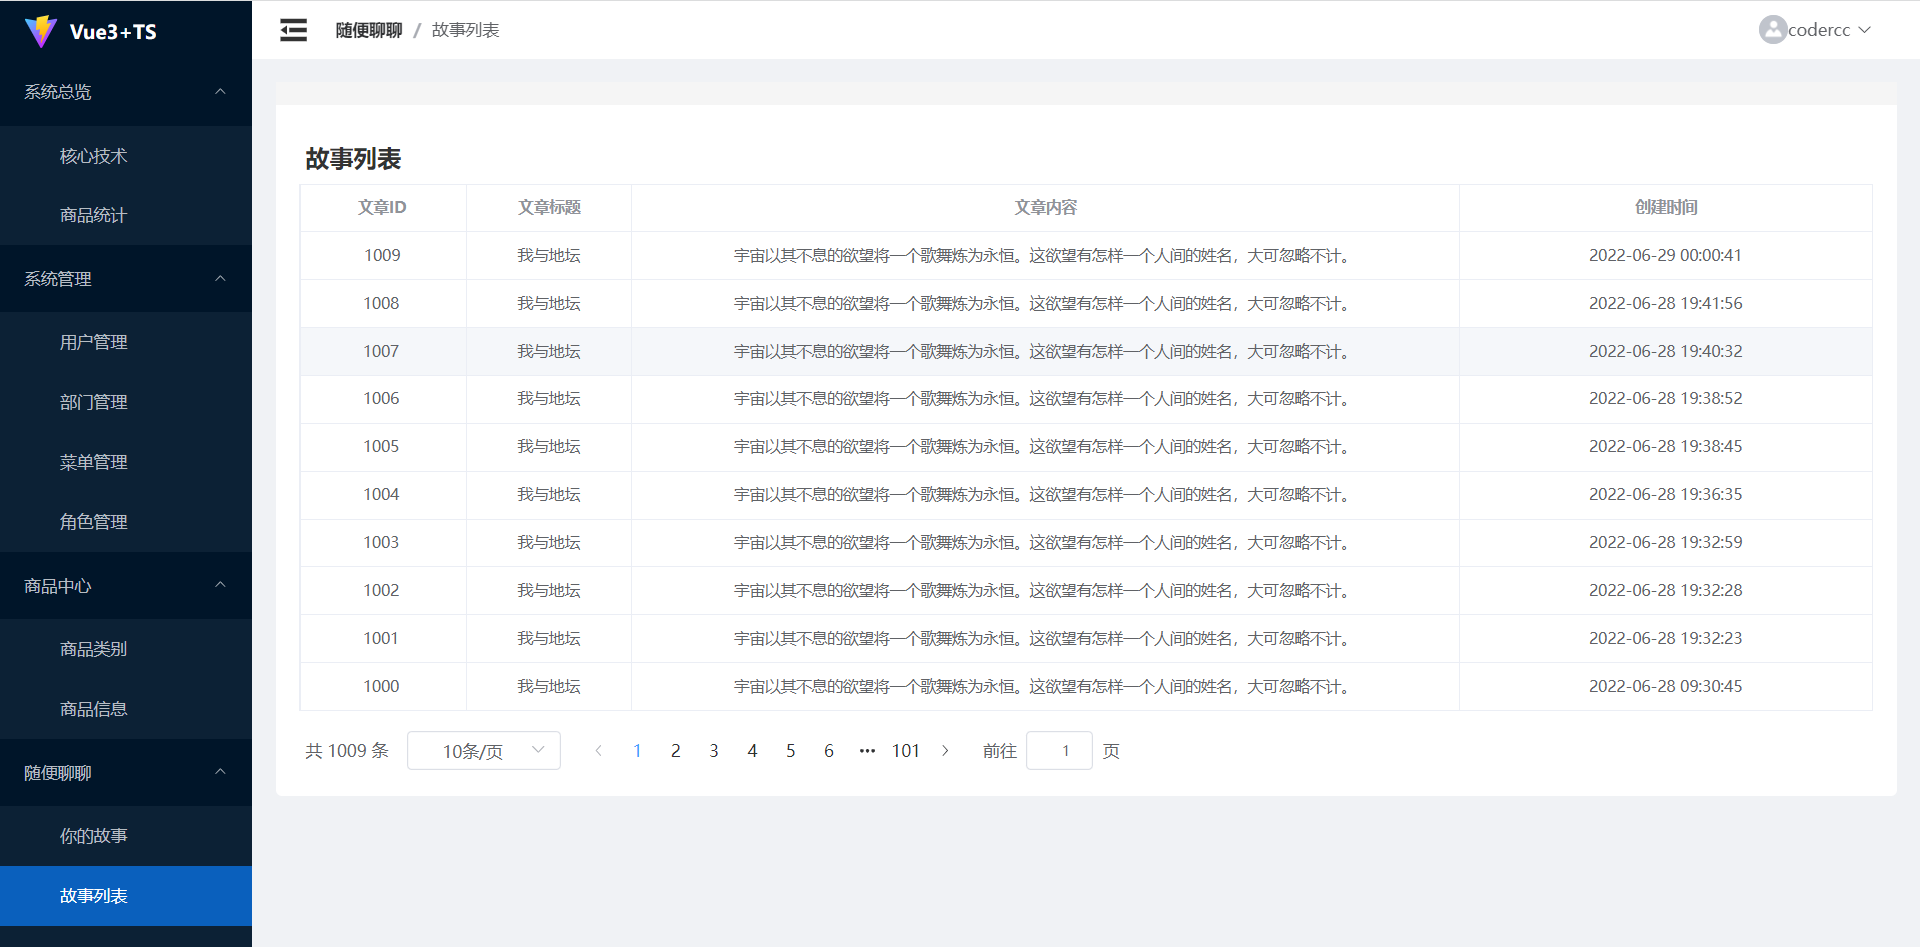 Vue3+TS
系统总览
核心技术
商品统计
系统管理
用户管理
部门管理
菜单管理
角色管理
商品中心
商品类别
商品信息
随便聊聊
你的故事
故事列表
随便聊聊 / 故事列表
codercc
故事列表
文章ID 文章标题 文章内容 创建时间
1009 我与地坛 宇宙以其不息的欲望将一个歌舞炼为永恒。这欲望有怎样一个人间的姓名，大可忽略不计。 2022-06-29 00:00:41
1008 我与地坛 宇宙以其不息的欲望将一个歌舞炼为永恒。这欲望有怎样一个人间的姓名，大可忽略不计。 2022-06-28 19:41:56
1007 我与地坛 宇宙以其不息的欲望将一个歌舞炼为永恒。这欲望有怎样一个人间的姓名，大可忽略不计。 2022-06-28 19:40:32
1006 我与地坛 宇宙以其不息的欲望将一个歌舞炼为永恒。这欲望有怎样一个人间的姓名，大可忽略不计。 2022-06-28 19:38:52
1005 我与地坛 宇宙以其不息的欲望将一个歌舞炼为永恒。这欲望有怎样一个人间的姓名，大可忽略不计。 2022-06-28 19:38:45
1004 我与地坛 宇宙以其不息的欲望将一个歌舞炼为永恒。这欲望有怎样一个人间的姓名，大可忽略不计。 2022-06-28 19:36:35
1003 我与地坛 宇宙以其不息的欲望将一个歌舞炼为永恒。这欲望有怎样一个人间的姓名，大可忽略不计。 2022-06-28 19:32:59
1002 我与地坛 宇宙以其不息的欲望将一个歌舞炼为永恒。这欲望有怎样一个人间的姓名，大可忽略不计。 2022-06-28 19:32:28
1001 我与地坛 宇宙以其不息的欲望将一个歌舞炼为永恒。这欲望有怎样一个人间的姓名，大可忽略不计。 2022-06-28 19:32:23
1000 我与地坛 宇宙以其不息的欲望将一个歌舞炼为永恒。这欲望有怎样一个人间的姓名，大可忽略不计。 2022-06-28 09:30:45
共 1009 条 10条/页 1 2 3 4 5 6 ••• 101 前往 1 页